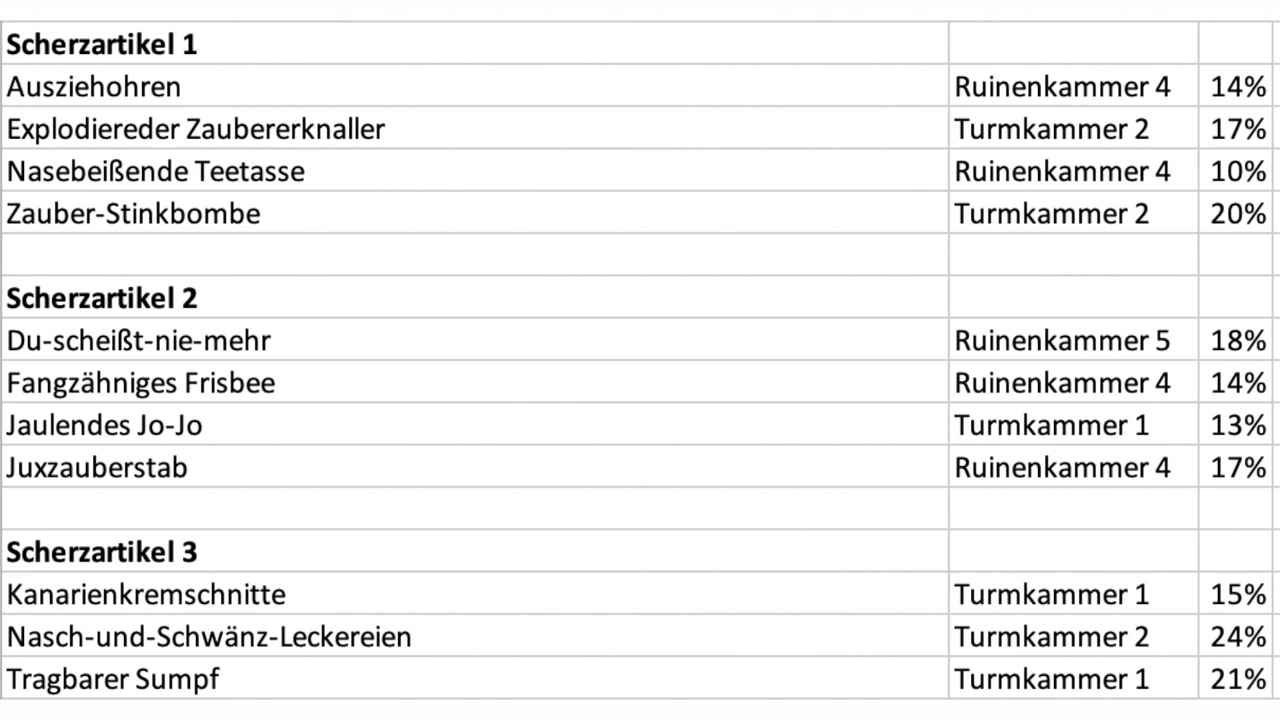 Scherzartikel 1
Ausziehohren Ruinenkammer 4 14%
Explodiereder Zaubererknaller Turmkammer 2 17%
Nasebeißende Teetasse Ruinenkammer 4 10%
Zauber-Stinkbombe Turmkammer 2 20%
Scherzartikel 2
Du-scheißt-nie-mehr Ruinenkammer 5 18%
Fangzähniges Frisbee Ruinenkammer 4 14%
Jaulendes Jo-Jo Turmkammer 1 13%
Juxzauberstab Ruinenkammer 4 17%
Scherzartikel 3
Kanarienkremschnitte Turmkammer 1 15%
Nasch-und-Schwänz-Leckereien Turmkammer 2 24%
Tragbarer Sumpf Turmkammer 1 21%